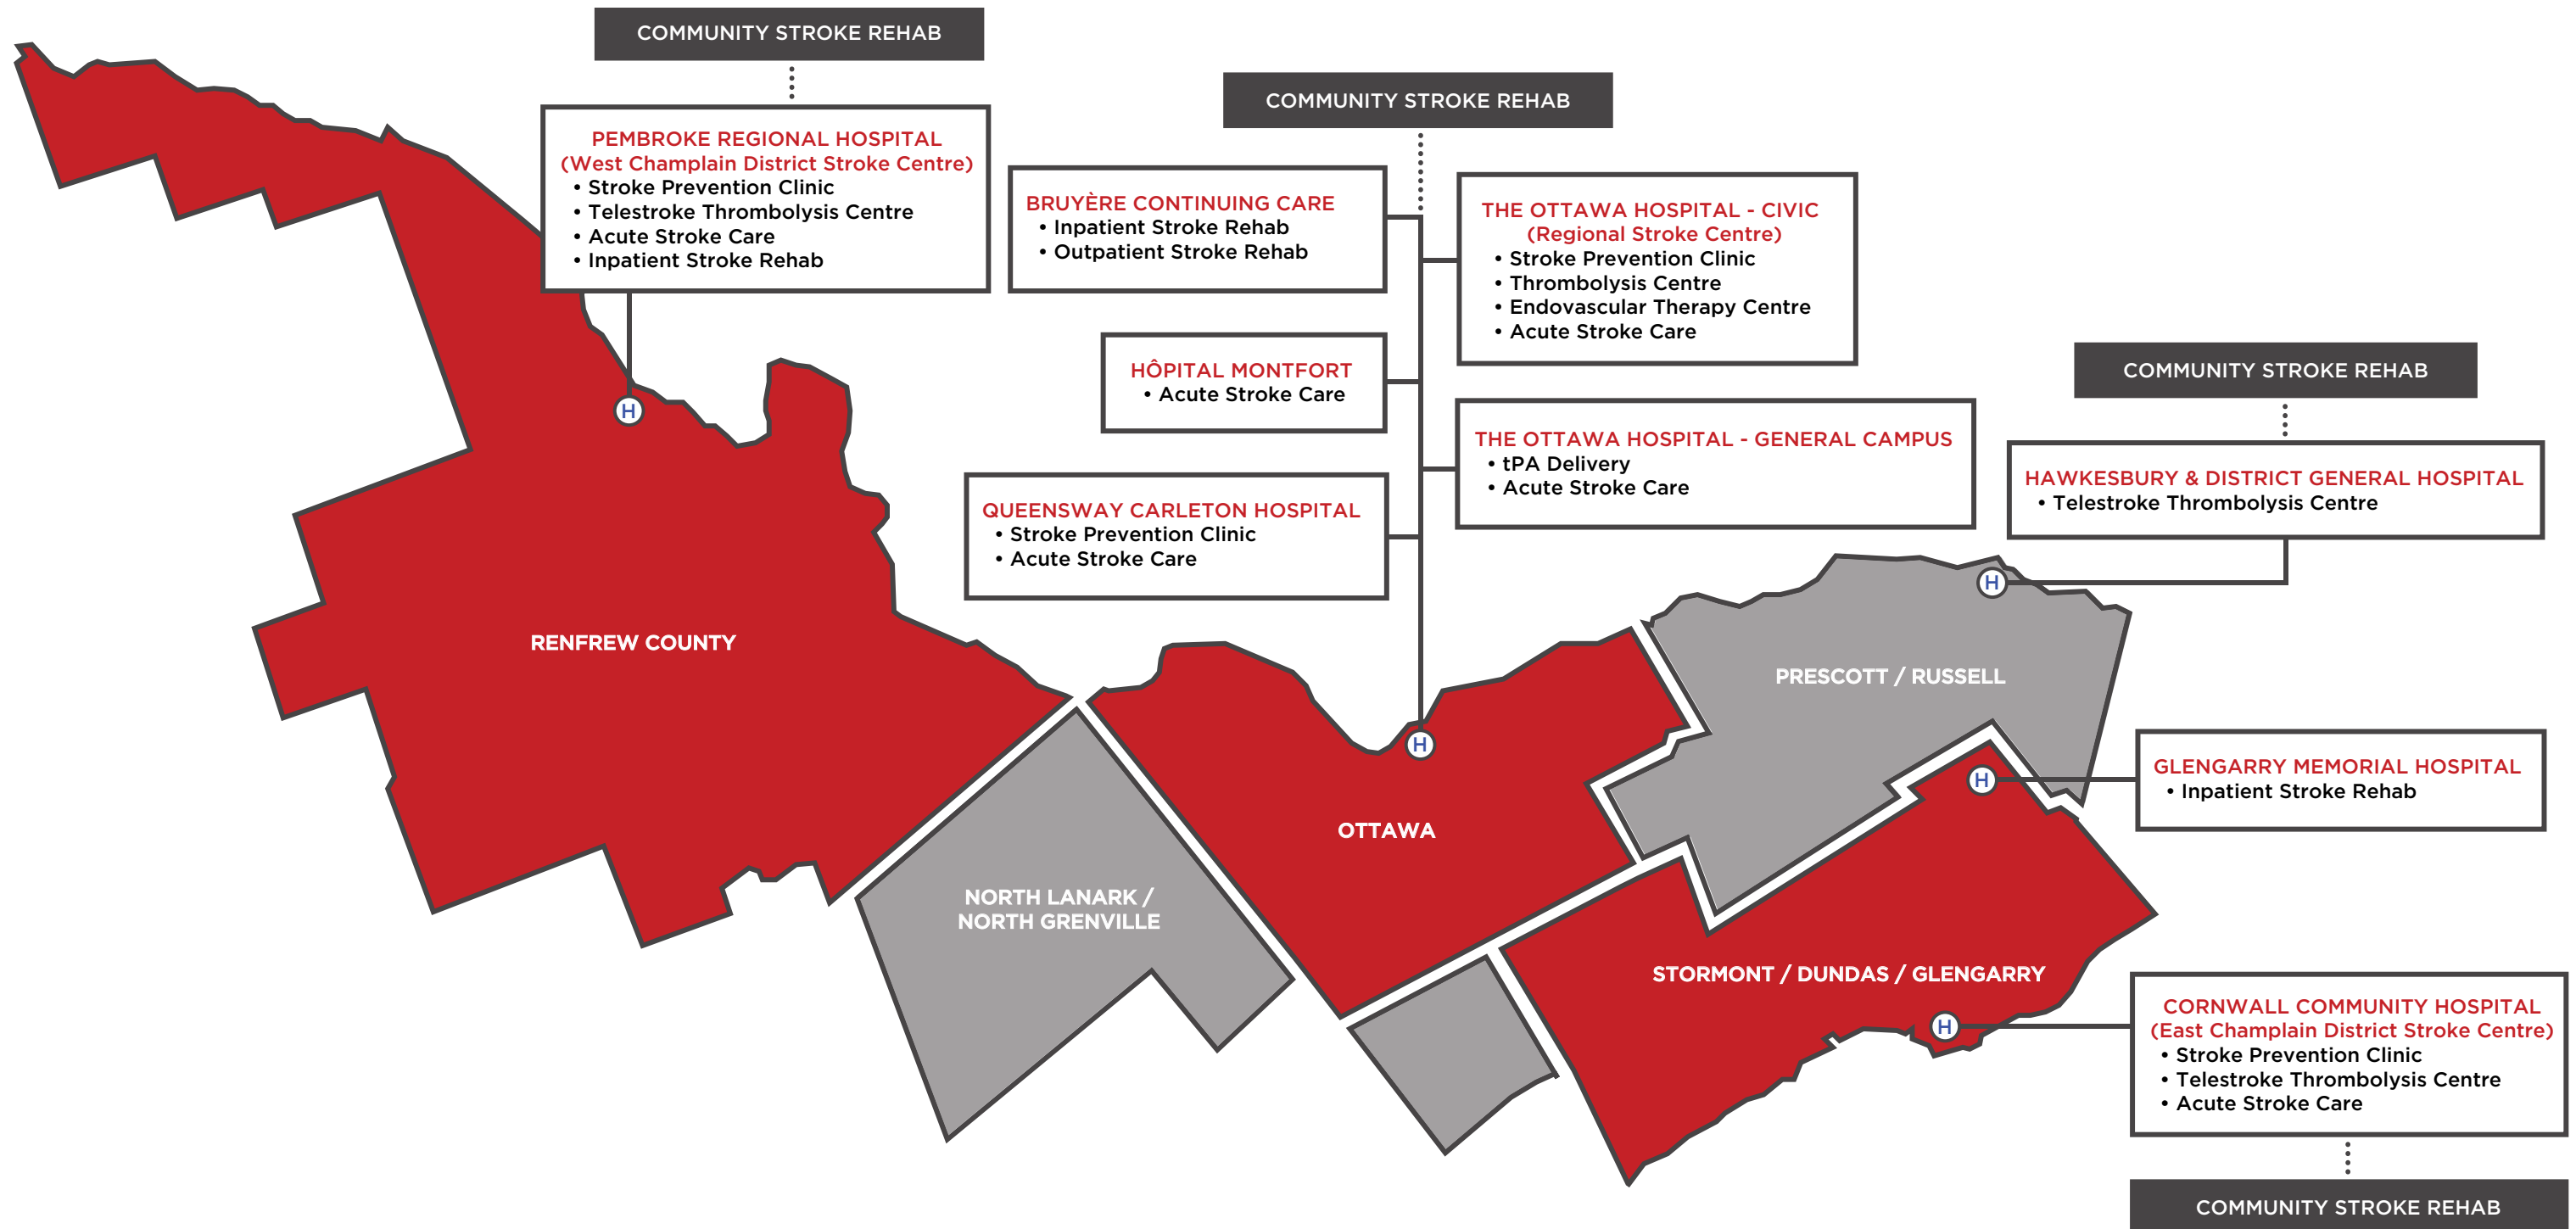 COMMUNITY STROKE REHAB
PEMBROKE REGIONAL HOSPITAL
(West Champlain District Stroke Centre)
• Stroke Prevention Clinic
• Telestroke Thrombolysis Centre
• Acute Stroke Care
• Inpatient Stroke Rehab
COMMUNITY STROKE REHAB
BRUYÈRE CONTINUING CARE
• Inpatient Stroke Rehab
• Outpatient Stroke Rehab
HÔPITAL MONTFORT
• Acute Stroke Care
QUEENSWAY CARLETON HOSPITAL
• Stroke Prevention Clinic
• Acute Stroke Care
THE OTTAWA HOSPITAL - CIVIC
(Regional Stroke Centre)
• Stroke Prevention Clinic
• Thrombolysis Centre
• Endovascular Therapy Centre
• Acute Stroke Care
THE OTTAWA HOSPITAL - GENERAL CAMPUS
• tPA Delivery
• Acute Stroke Care
COMMUNITY STROKE REHAB
HAWKESBURY & DISTRICT GENERAL HOSPITAL
• Telestroke Thrombolysis Centre
H
H
RENFREW COUNTY
PRESCOTT / RUSSELL
H
GLENGARRY MEMORIAL HOSPITAL
• Inpatient Stroke Rehab
H
OTTAWA
NORTH LANARK /
NORTH GRENVILLE
STORMONT / DUNDAS / GLENGARRY
H
CORNWALL COMMUNITY HOSPITAL
(East Champlain District Stroke Centre)
• Stroke Prevention Clinic
• Telestroke Thrombolysis Centre
• Acute Stroke Care
COMMUNITY STROKE REHAB